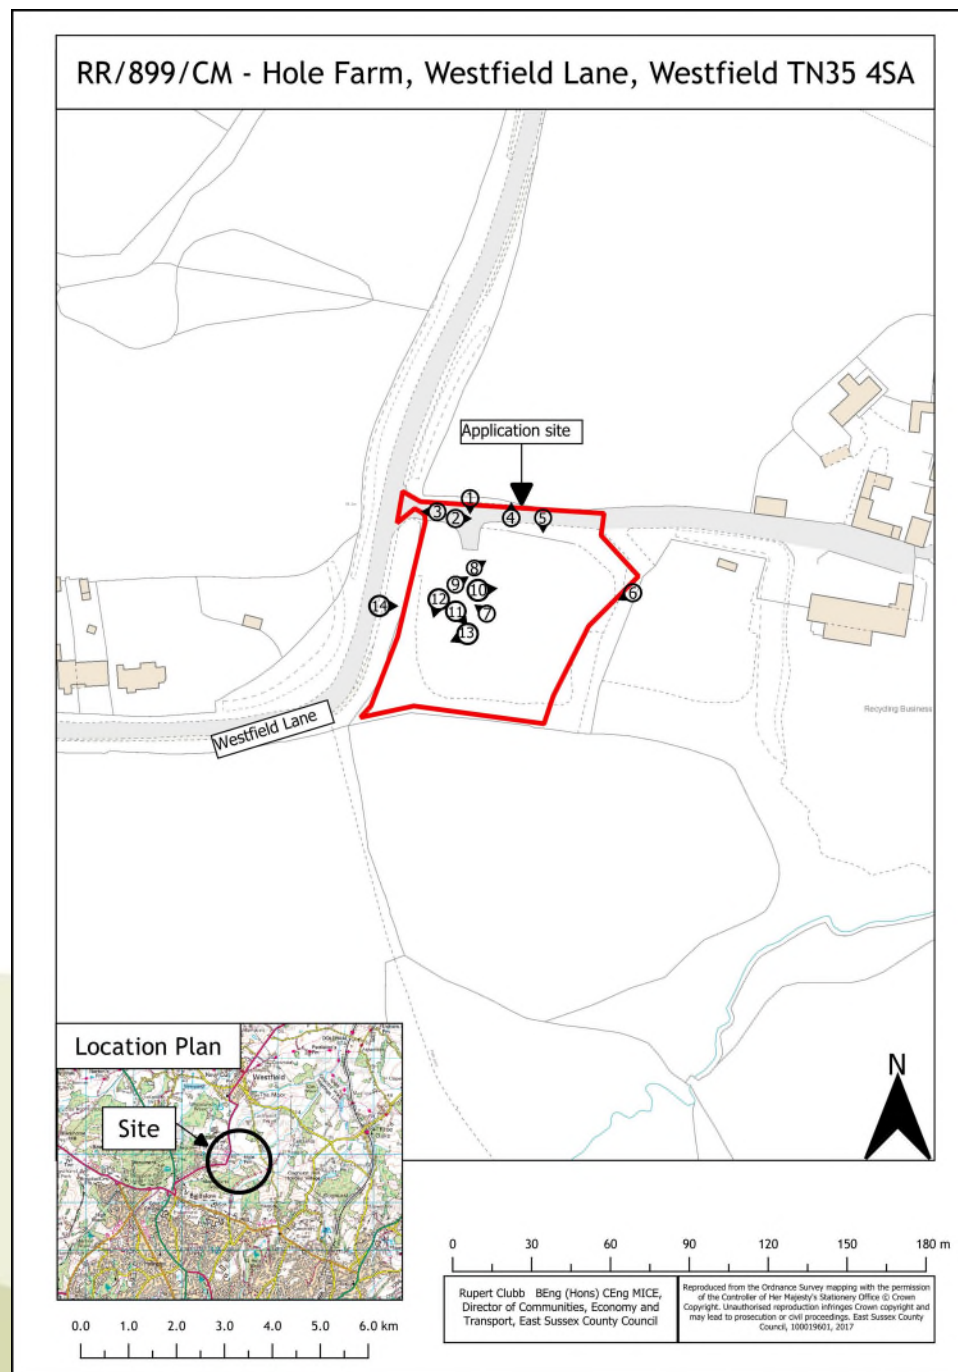 RR/899/CM - Hole Farm, Westfield Lane, Westfield TN35 4SA
Application site
1
3
2
4
5
8
9
10
6
12
11
7
14
13
Westfield Lane
Recycling Business
Location Plan
Site
Westfield
N
0 30 60 90 120 150 180 m
Rupert Clubb BEng (Hons) CEng MICE,
Director of Communities, Economy and
Transport, East Sussex County Council
Reproduced from the Ordnance Survey mapping with the permission
of the Controller of Her Majesty's Stationery Office © Crown
Copyright. Unauthorised reproduction infringes Crown copyright and
may lead to prosecution or civil proceedings. East Sussex County
Council, 100019601, 2017
0.0 1.0 2.0 3.0 4.0 5.0 6.0 km